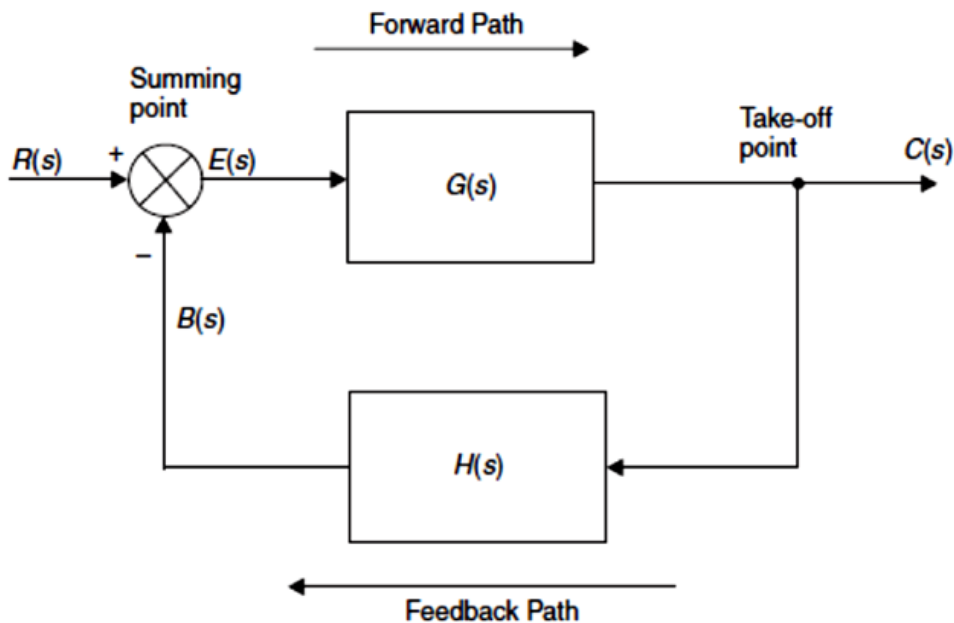 Forward Path
Summing
point
Take-off
point
R(s)
+
E(s)
G(s)
C(s)
−
B(s)
H(s)
Feedback Path